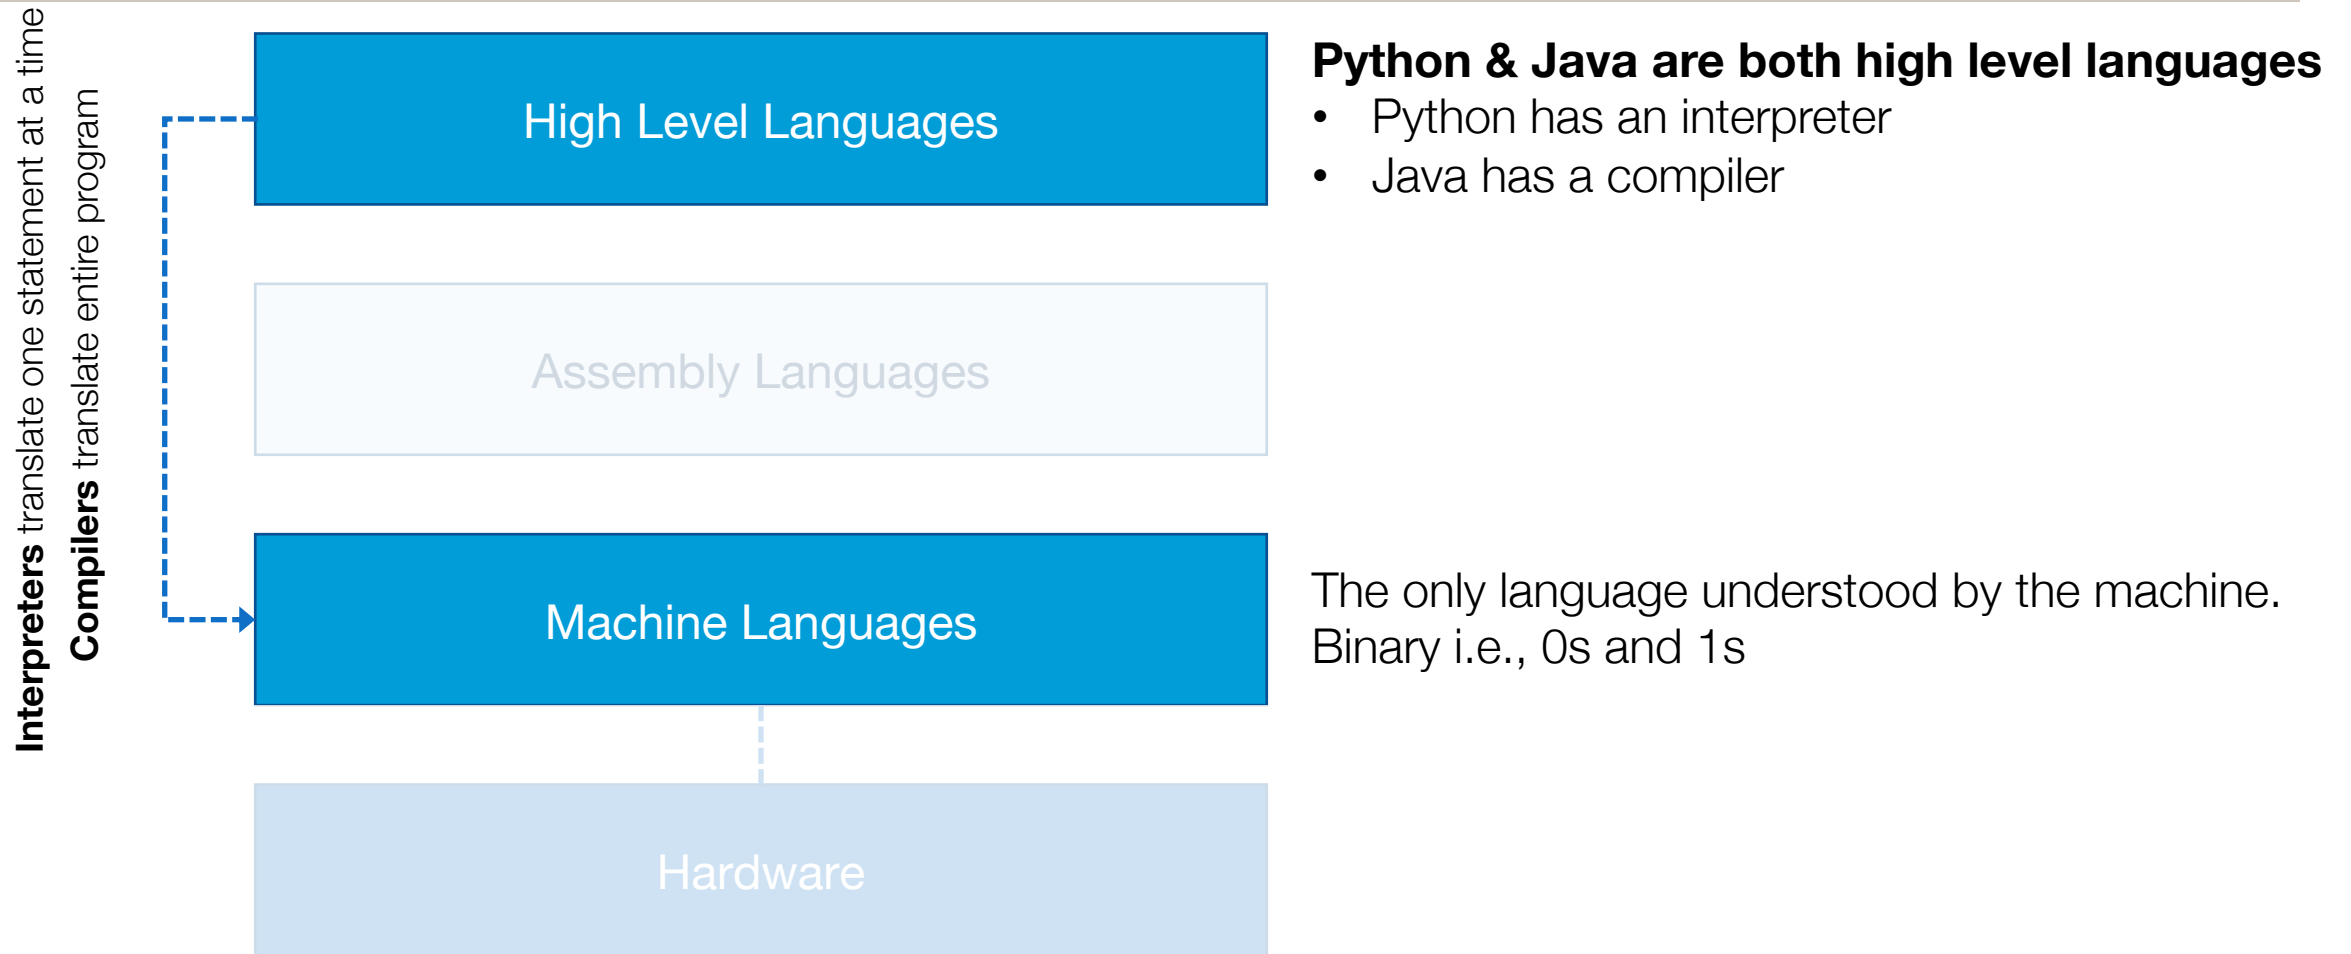 Interpreters translate one statement at a time
Compilers translate entire program
High Level Languages
Python & Java are both high level languages
• Python has an interpreter
• Java has a compiler
Assembly Languages
Machine Languages
The only language understood by the machine.
Binary i.e., 0s and 1s
Hardware